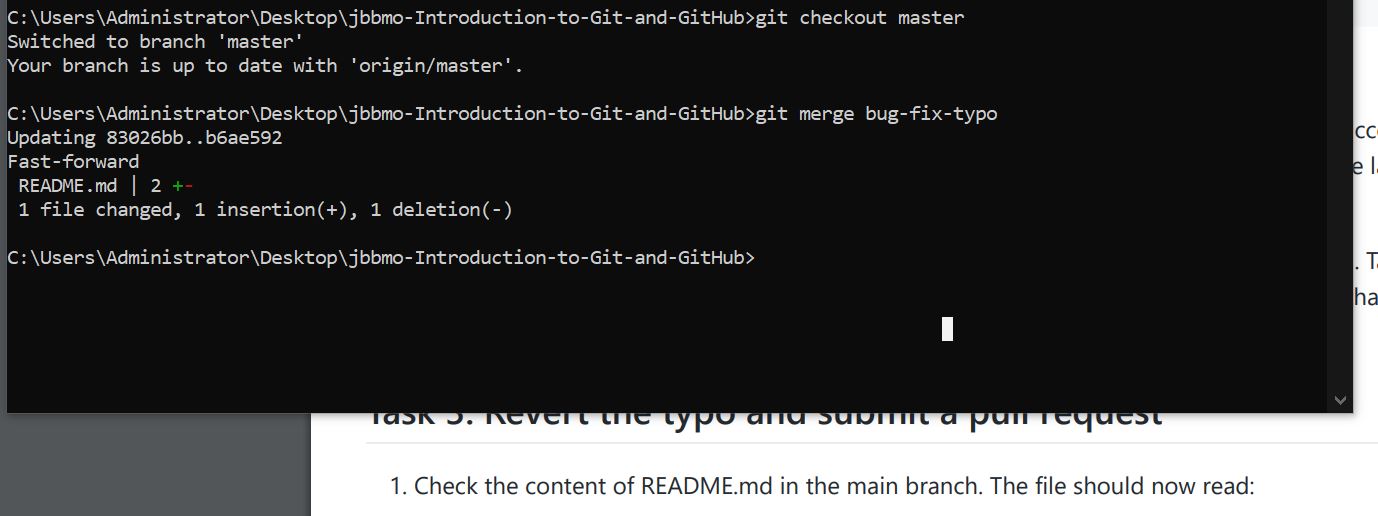 C:\Users\Administrator\Desktop\jbbmo-Introduction-to-Git-and-GitHub>git checkout master
Switched to branch 'master'
Your branch is up to date with 'origin/master'.
C:\Users\Administrator\Desktop\jbbmo-Introduction-to-Git-and-GitHub>git merge bug-fix-typo
Updating 83026bb..b6ae592
Fast-forward
README.md | 2 +-
1 file changed, 1 insertion(+), 1 deletion(-)
C:\Users\Administrator\Desktop\jbbmo-Introduction-to-Git-and-GitHub>
Revert the typo and submit a pull request
1. Check the content of README.md in the main branch. The file should now read: